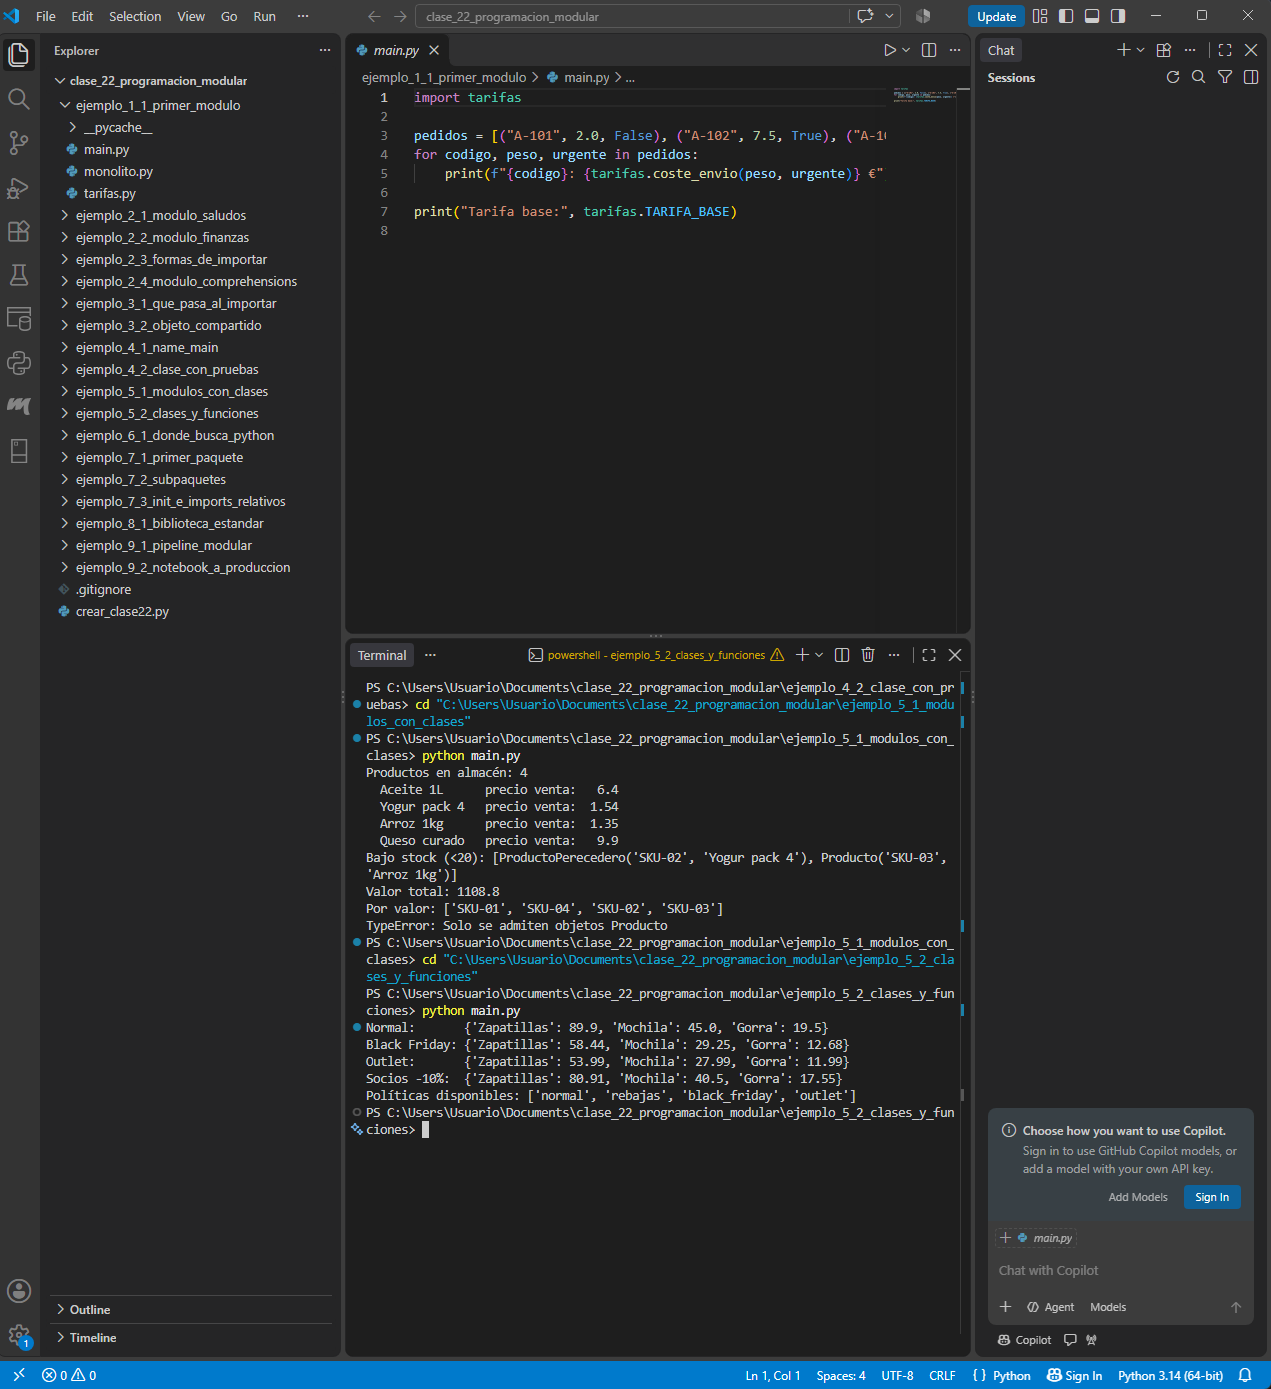 File Edit Selection View Go Run ···
clase_22_programacion_modular
Update
Explorer
clase_22_programacion_modular
ejemplo_1_1_primer_modulo
__pycache__
main.py
monolito.py
tarifas.py
ejemplo_2_1_modulo_saludos
ejemplo_2_2_modulo_finanzas
ejemplo_2_3_formas_de_importar
ejemplo_2_4_modulo_comprehensions
ejemplo_3_1_que_pasa_al_importar
ejemplo_3_2_objeto_compartido
ejemplo_4_1_name_main
ejemplo_4_2_clase_con_pruebas
ejemplo_5_1_modulos_con_clases
ejemplo_5_2_clases_y_funciones
ejemplo_6_1_donde_busca_python
ejemplo_7_1_primer_paquete
ejemplo_7_2_subpaquetes
ejemplo_7_3_init_e_imports_relativos
ejemplo_8_1_biblioteca_estandar
ejemplo_9_1_pipeline_modular
ejemplo_9_2_notebook_a_produccion
.gitignore
crear_clase22.py
Outline
Timeline
main.py
ejemplo_1_1_primer_modulo > main.py > ...
1 import tarifas
2
3 pedidos = [("A-101", 2.0, False), ("A-102", 7.5, True), ("A-10
4 for codigo, peso, urgente in pedidos:
5 print(f"{codigo}: {tarifas.coste_envio(peso, urgente)} €"
6
7 print("Tarifa base:", tarifas.TARIFA_BASE)
8
Terminal
powershell - ejemplo_5_2_clases_y_funciones
PS C:\Users\Usuario\Documents\clase_22_programacion_modular\ejemplo_4_2_clase_con_pr
uebas> cd "C:\Users\Usuario\Documents\clase_22_programacion_modular\ejemplo_5_1_modu
los_con_clases"
PS C:\Users\Usuario\Documents\clase_22_programacion_modular\ejemplo_5_1_modulos_con_
clases> python main.py
Productos en almacén: 4
Aceite 1L precio venta: 6.4
Yogur pack 4 precio venta: 1.54
Arroz 1kg precio venta: 1.35
Queso curado precio venta: 9.9
Bajo stock (<20): [ProductoPerecedero('SKU-02', 'Yogur pack 4'), Producto('SKU-03',
'Arroz 1kg')]
Valor total: 1108.8
Por valor: ['SKU-01', 'SKU-04', 'SKU-02', 'SKU-03']
TypeError: Solo se admiten objetos Producto
PS C:\Users\Usuario\Documents\clase_22_programacion_modular\ejemplo_5_1_modulos_con_
clases> cd "C:\Users\Usuario\Documents\clase_22_programacion_modular\ejemplo_5_2_cla
ses_y_funciones"
PS C:\Users\Usuario\Documents\clase_22_programacion_modular\ejemplo_5_2_clases_y_fun
ciones> python main.py
Normal: {'Zapatillas': 89.9, 'Mochila': 45.0, 'Gorra': 19.5}
Black Friday: {'Zapatillas': 58.44, 'Mochila': 29.25, 'Gorra': 12.68}
Outlet: {'Zapatillas': 53.99, 'Mochila': 27.99, 'Gorra': 11.99}
Socios -10%: {'Zapatillas': 80.91, 'Mochila': 40.5, 'Gorra': 17.55}
Políticas disponibles: ['normal', 'rebajas', 'black_friday', 'outlet']
PS C:\Users\Usuario\Documents\clase_22_programacion_modular\ejemplo_5_2_clases_y_fun
ciones>
Chat
Sessions
Choose how you want to use Copilot.
Sign in to use GitHub Copilot models, or
add a model with your own API key.
Add Models Sign In
main.py
Chat with Copilot
Agent Models
Copilot
1
0 0 Ln 1, Col 1 Spaces: 4 UTF-8 CRLF { } Python Sign In Python 3.14 (64-bit)